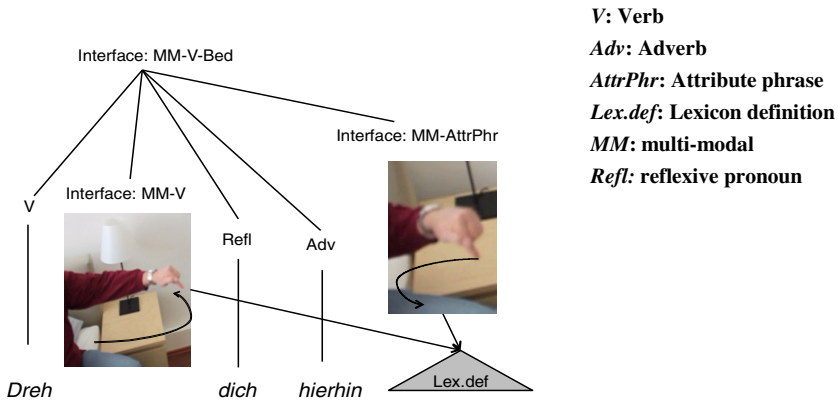 Interface: MM-V-Bed
Interface: MM-AttrPhr
V
Interface: MM-V
Refl
Adv
Dreh
dich
hierhin
Lex.def
V: Verb
Adv: Adverb
AttrPhr: Attribute phrase
Lex.def: Lexicon definition
MM: multi-modal
Refl: reflexive pronoun